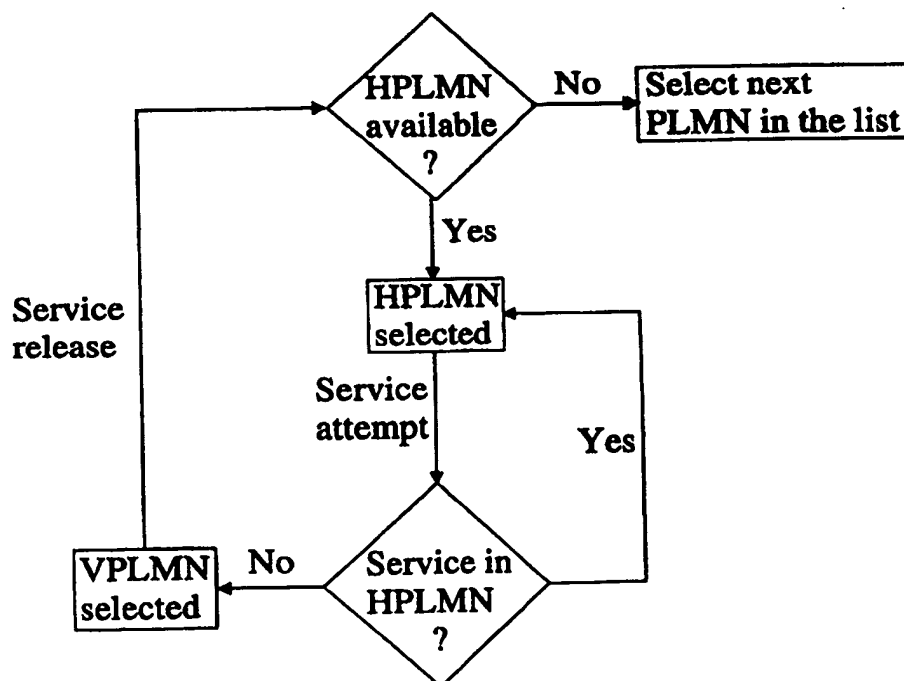 HPLMN
available
?
No
Select next
PLMN in the list
Yes
HPLMN
selected
Service
release
Service
attempt
Yes
Service in
HPLMN
?
No
VPLMN
selected